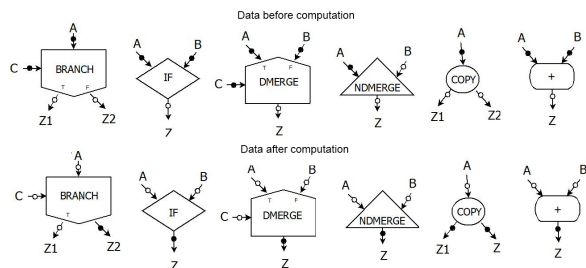 Data before computation
A
C BRANCH
T F
Z1 Z2
A B
IF
Z
A B
T F
C DMERGE
Z
A B
NDMERGE
Z
A
COPY
Z1 Z2
A B
+
Z
Data after computation
A
C BRANCH
T
Z1 Z2
A B
IF
Z
A B
T F
C DMERGE
Z
A B
NDMERGE
Z
A
COPY
Z1 Z
A B
+
Z